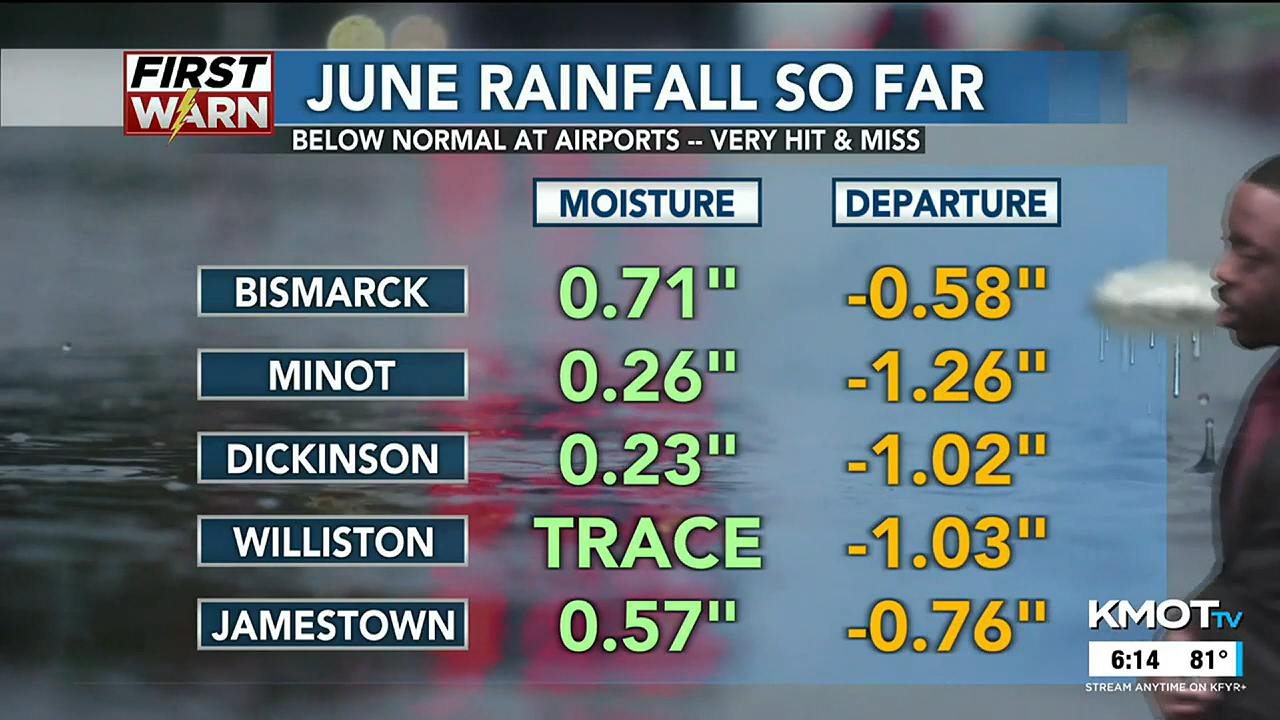 FIRST WARN
JUNE RAINFALL SO FAR
BELOW NORMAL AT AIRPORTS -- VERY HIT & MISS
MOISTURE DEPARTURE
BISMARCK 0.71" -0.58"
MINOT 0.26" -1.26"
DICKINSON 0.23" -1.02"
WILLISTON TRACE -1.03"
JAMESTOWN 0.57" -0.76"
KMOT TV
6:14 81°
STREAM ANYTIME ON KFYR+